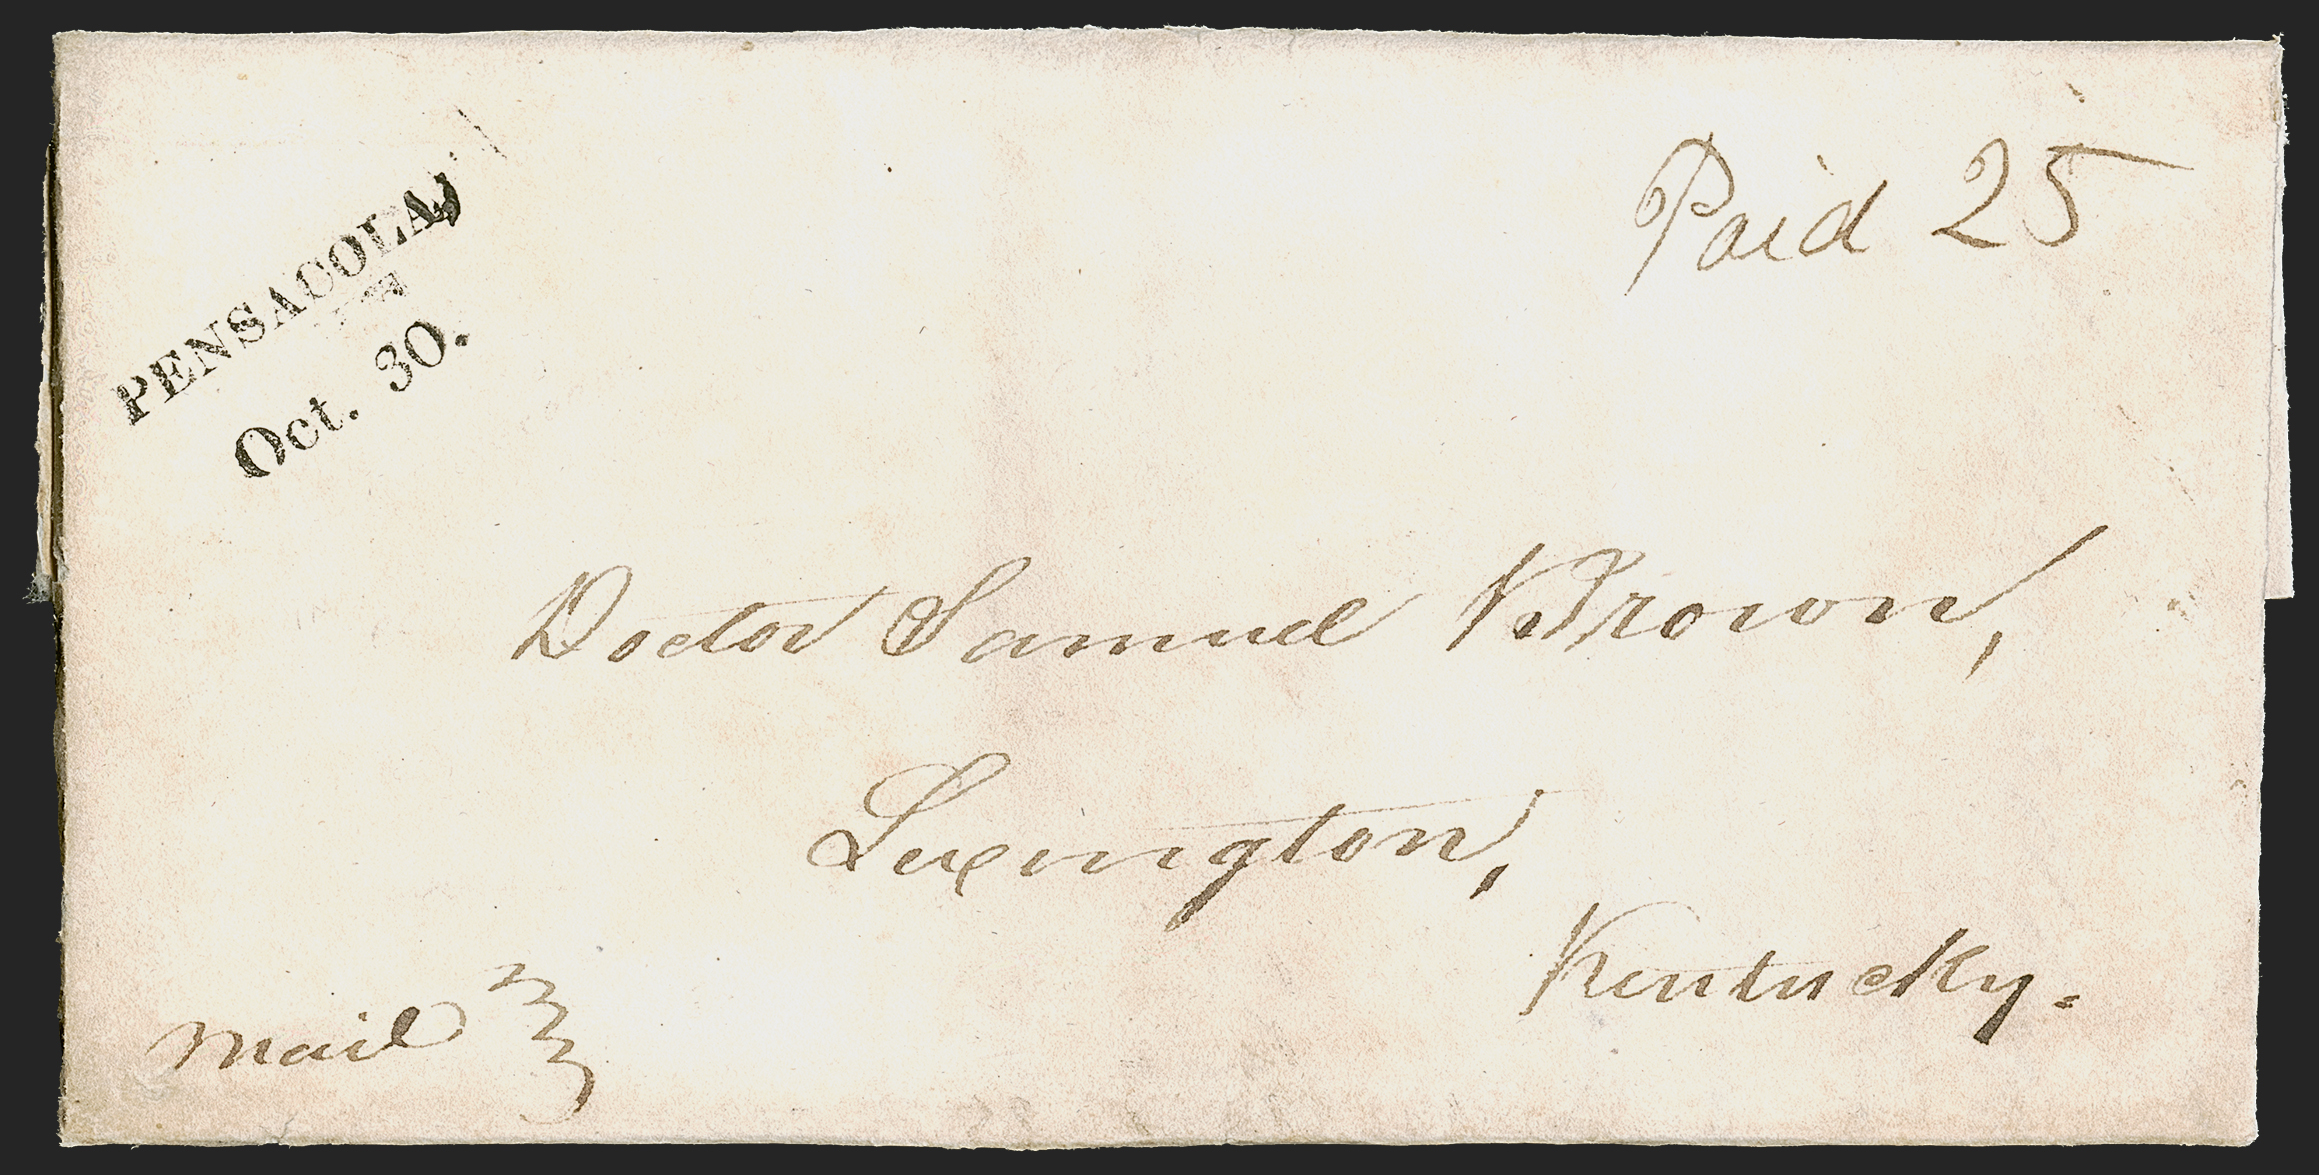 PENSACOLA,
Oct. 30.
Paid 25
Doctor Samuel Brown,
Lexington,
Kentucky.
Mail